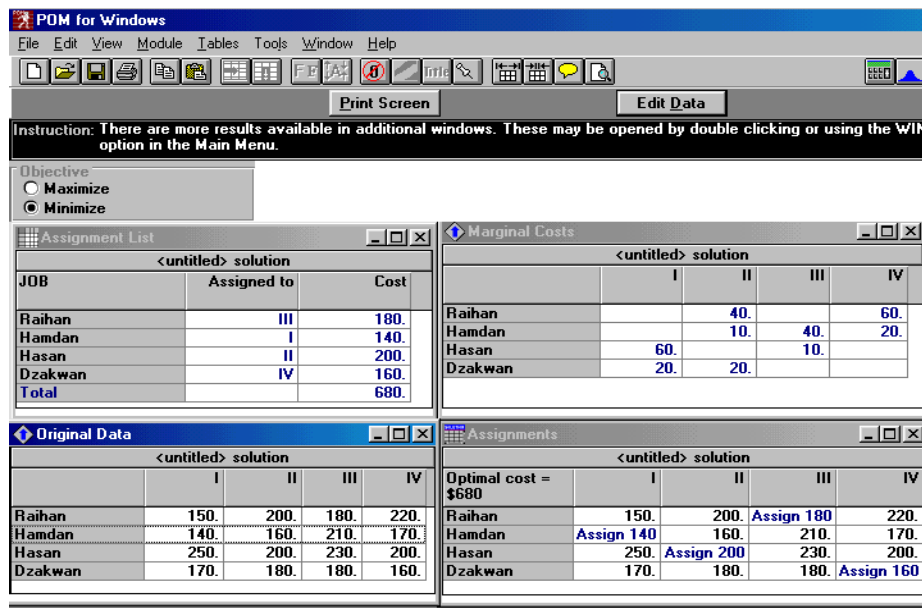 POM for Windows
File Edit View Module Tables Tools Window Help
Print Screen Edit Data
Instruction: There are more results available in additional windows. These may be opened by double clicking or using the WIN
option in the Main Menu.
Objective
Maximize
Minimize
Assignment List
<untitled> solution
JOB Assigned to Cost
Raihan III 180.
Hamdan I 140.
Hasan II 200.
Dzakwan IV 160.
Total 680.
Marginal Costs
<untitled> solution
I II III IV
Raihan 40. 60.
Hamdan 10. 40. 20.
Hasan 60. 10.
Dzakwan 20. 20.
Original Data
<untitled> solution
I II III IV
Raihan 150. 200. 180. 220.
Hamdan 140. 160. 210. 170.
Hasan 250. 200. 230. 200.
Dzakwan 170. 180. 180. 160.
Assignments
<untitled> solution
Optimal cost = I II III IV
$680
Raihan 150. 200. Assign 180 220.
Hamdan Assign 140 160. 210. 170.
Hasan 250. Assign 200 230. 200.
Dzakwan 170. 180. 180. Assign 160